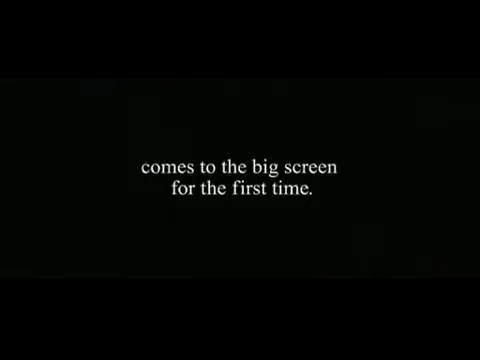 comes to the big screen
for the first time.